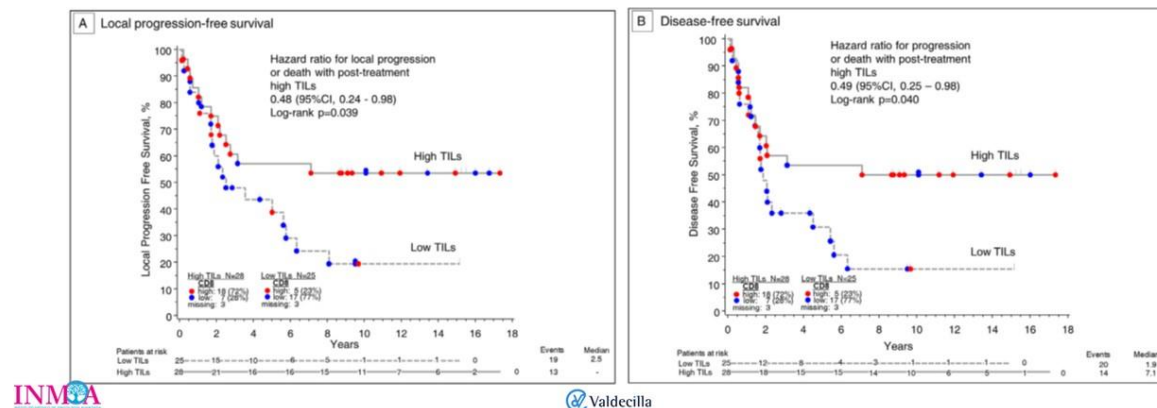 A Local progression-free survival
Hazard ratio for local progression
or death with post-treatment
high TILs
0.48 (95%CI, 0.24 - 0.98)
Log-rank p=0.039
Local Progression Free Survival, %
100
90
80
70
60
50
40
30
20
10
0
High TILs
Low TILs
High TILs N=28
CD8
high: 18 (72%)
low: 7 (28%)
missing: 3
Low TILs N=25
CD8
high: 5 (23%)
low: 17 (77%)
missing: 3
0 2 4 6 8 10 12 14 16 18
Years
Patients at risk
Events Median
Low TILs 25 15 10 6 5 1 1 1 0 19 2.5
High TILs 28 21 16 16 15 11 7 6 2 0 13 -
B Disease-free survival
Hazard ratio for progression
or death with post-treatment
high TILs
0.49 (95%CI, 0.25 – 0.98)
Log-rank p=0.040
Disease Free Survival, %
100
90
80
70
60
50
40
30
20
10
0
High TILs
Low TILs
High TILs N=28
CD8
high: 18 (72%)
low: 7 (28%)
missing: 3
Low TILs N=25
CD8
high: 5 (23%)
low: 17 (77%)
missing: 3
0 2 4 6 8 10 12 14 16 18
Years
Patients at risk
Events Median
Low TILs 25 12 8 4 3 1 1 1 0 20 1.9
High TILs 28 18 15 15 14 10 6 5 1 0 14 7.1
INMA
Valdecilla